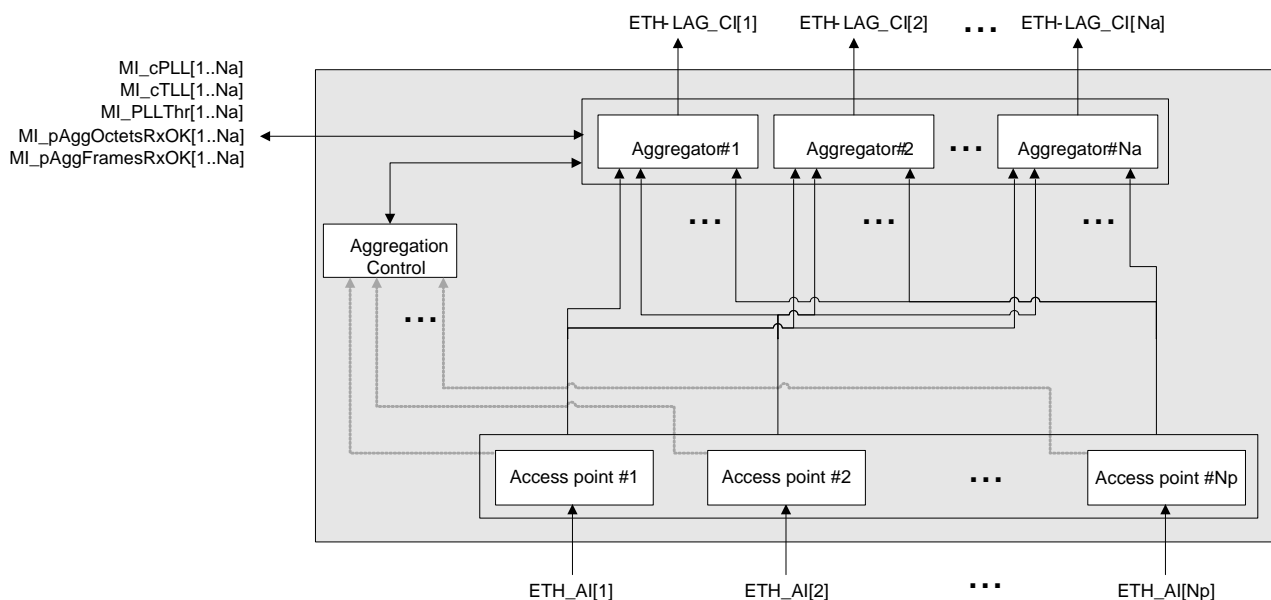 ETH-LAG_CI[1] ETH-LAG_CI[2] ... ETH-LAG_CI[Na]
MI_cPLL[1..Na]
MI_cTLL[1..Na]
MI_PLLThr[1..Na]
MI_pAggOctetsRxOK[1..Na]
MI_pAggFramesRxOK[1..Na]
Aggregator#1 Aggregator#2 ... Aggregator#Na
... ... ...
Aggregation
Control
...
Access point #1 Access point #2 ... Access point #Np
ETH_AI[1] ETH_AI[2] ... ETH_AI[Np]